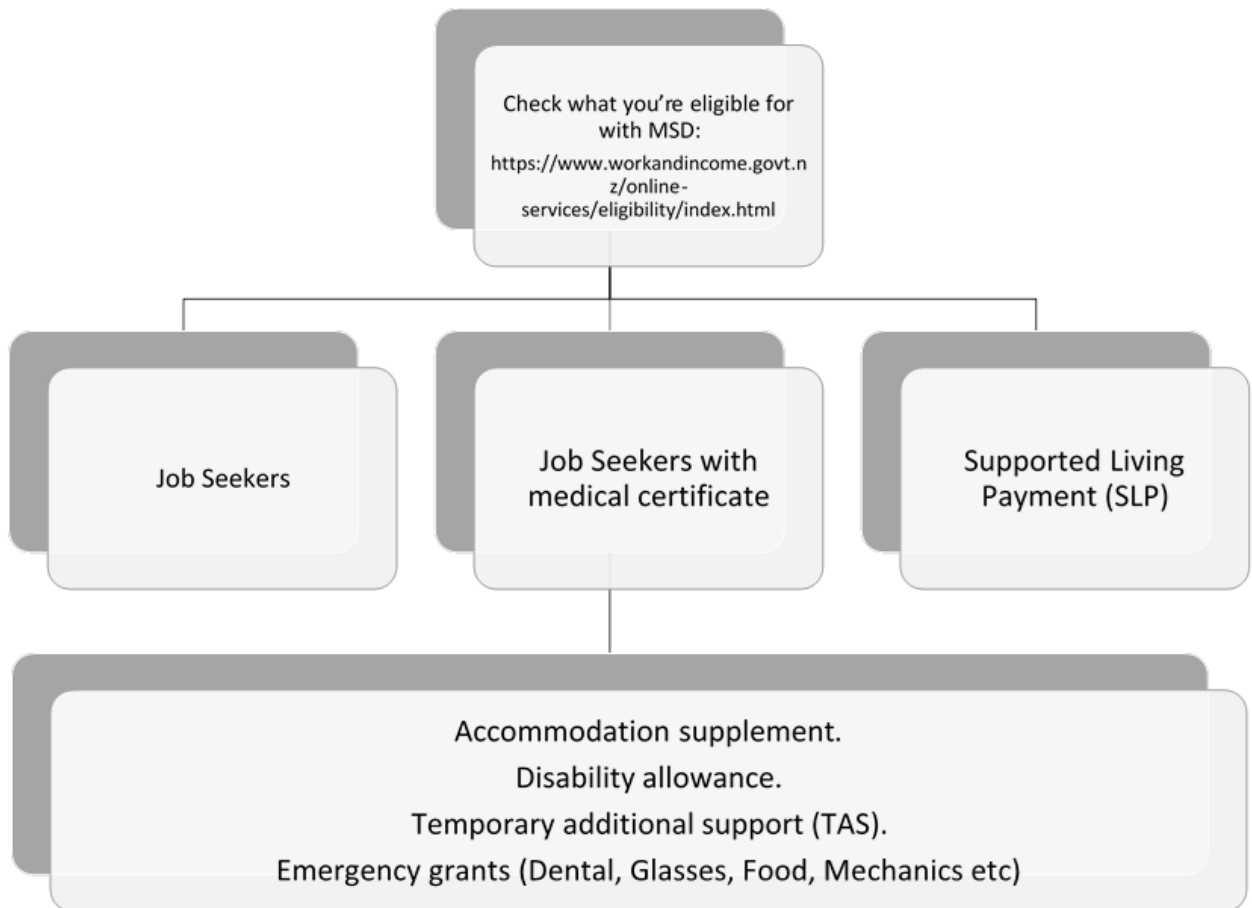 Check what you’re eligible for
with MSD:
https://www.workandincome.govt.n
z/online-
services/eligibility/index.html
Job Seekers
Job Seekers with
medical certificate
Supported Living
Payment (SLP)
Accommodation supplement.
Disability allowance.
Temporary additional support (TAS).
Emergency grants (Dental, Glasses, Food, Mechanics etc)